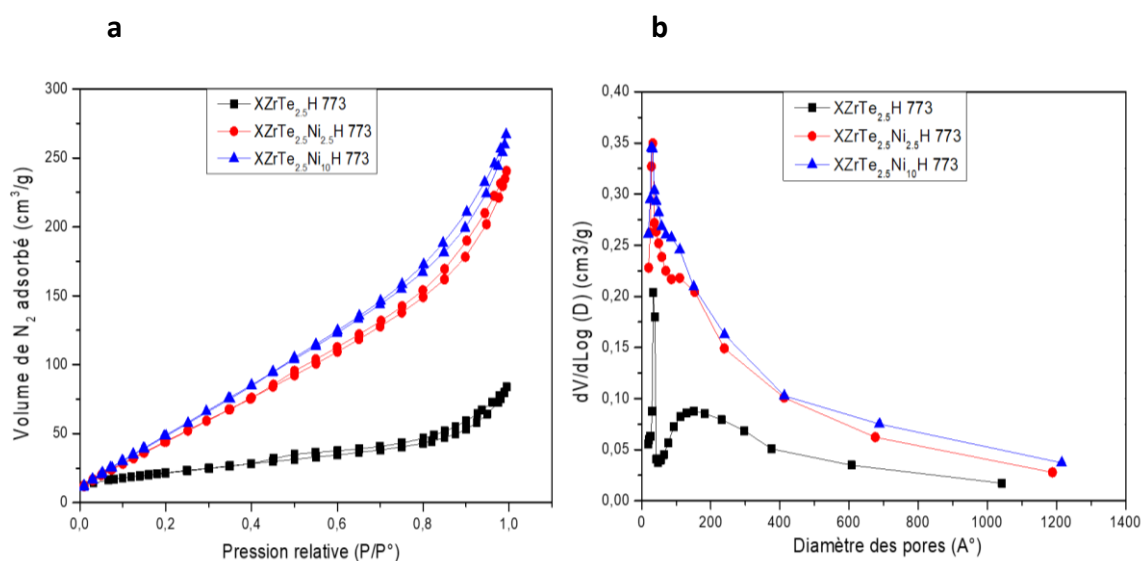 a
b
300
250
200
150
100
50
0
0,0
0,2
0,4
0,6
0,8
1,0
Volume de N₂ adsorbé (cm³/g)
Pression relative (P/P°)
XZrTe₂.₅H 773
XZrTe₂.₅Ni₂.₅H 773
XZrTe₂.₅Ni₁₀H 773
0,40
0,35
0,30
0,25
0,20
0,15
0,10
0,05
0,00
0
200
400
600
800
1000
1200
1400
dV/dLog (D) (cm3/g)
Diamètre des pores (A°)
XZrTe₂.₅H 773
XZrTe₂.₅Ni₂.₅H 773
XZrTe₂.₅Ni₁₀H 773